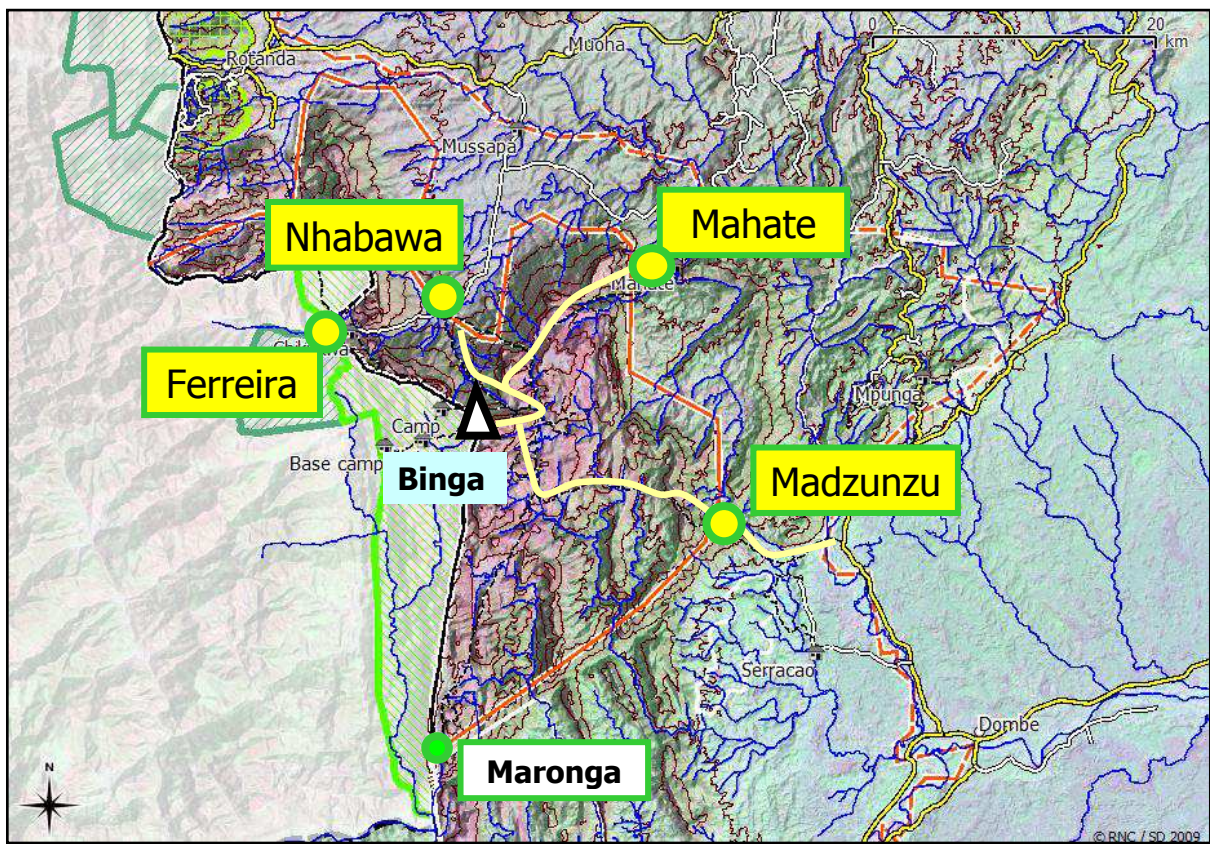 0
20
km
Rotanda
Muoha
Mussapa
Nhabawa
Mahate
Mahate
Ferreira
Mpunga
Camp
Base camp
Binga
Madzunzu
Serracao
Dombe
Maronga
N
© RNC / SD 2009